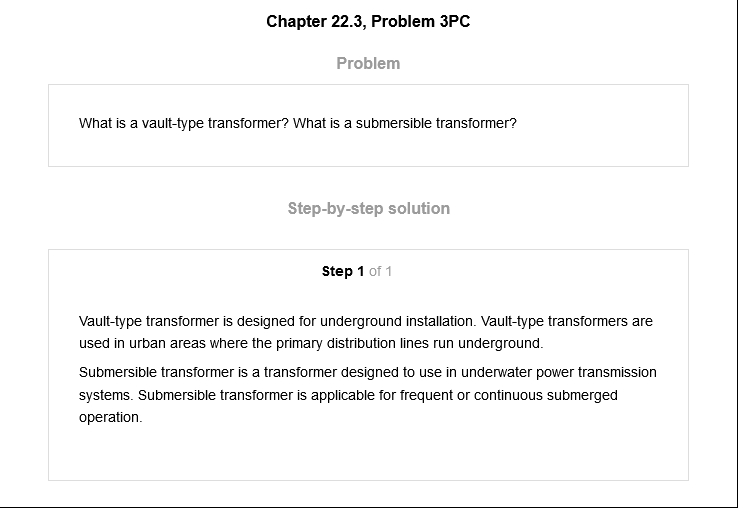 Chapter 22.3, Problem 3PC
Problem
What is a vault-type transformer? What is a submersible transformer?
Step-by-step solution
Step 1 of 1
Vault-type transformer is designed for underground installation. Vault-type transformers are
used in urban areas where the primary distribution lines run underground.
Submersible transformer is a transformer designed to use in underwater power transmission
systems. Submersible transformer is applicable for frequent or continuous submerged
operation.